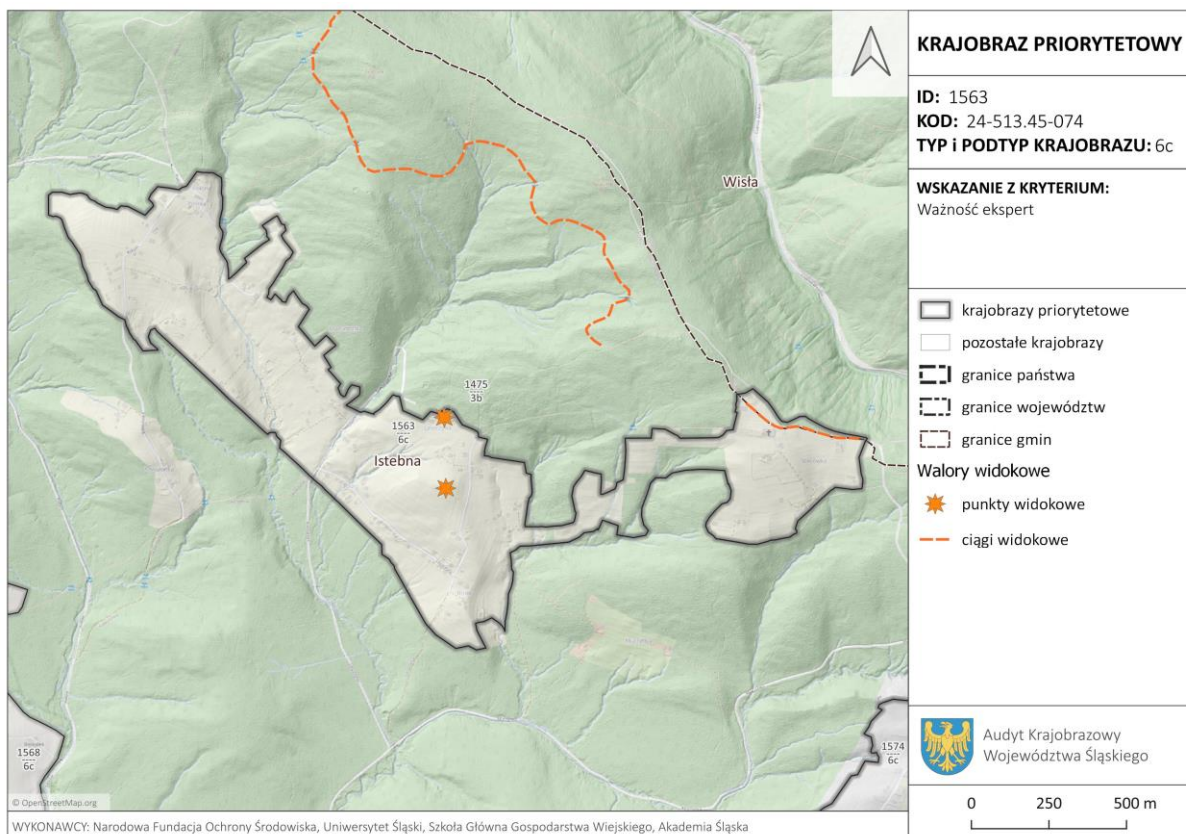 Wisła
1475
3b
1563
6c
Istebna
1568
6c
1574
6c
© OpenStreetMap.org
KRAJOBRAZ PRIORYTETOWY
ID: 1563
KOD: 24-513.45-074
TYP i PODTYP KRAJOBRAZU: 6c
WSKAZANIE Z KRYTERIUM:
Ważność ekspert
krajobrazy priorytetowe
pozostałe krajobrazy
granice państwa
granice województw
granice gmin
Walory widokowe
punkty widokowe
ciągi widokowe
Audyt Krajobrazowy
Województwa Śląskiego
0 250 500 m
WYKONAWCY: Narodowa Fundacja Ochrony Środowiska, Uniwersytet Śląski, Szkoła Główna Gospodarstwa Wiejskiego, Akademia Śląska